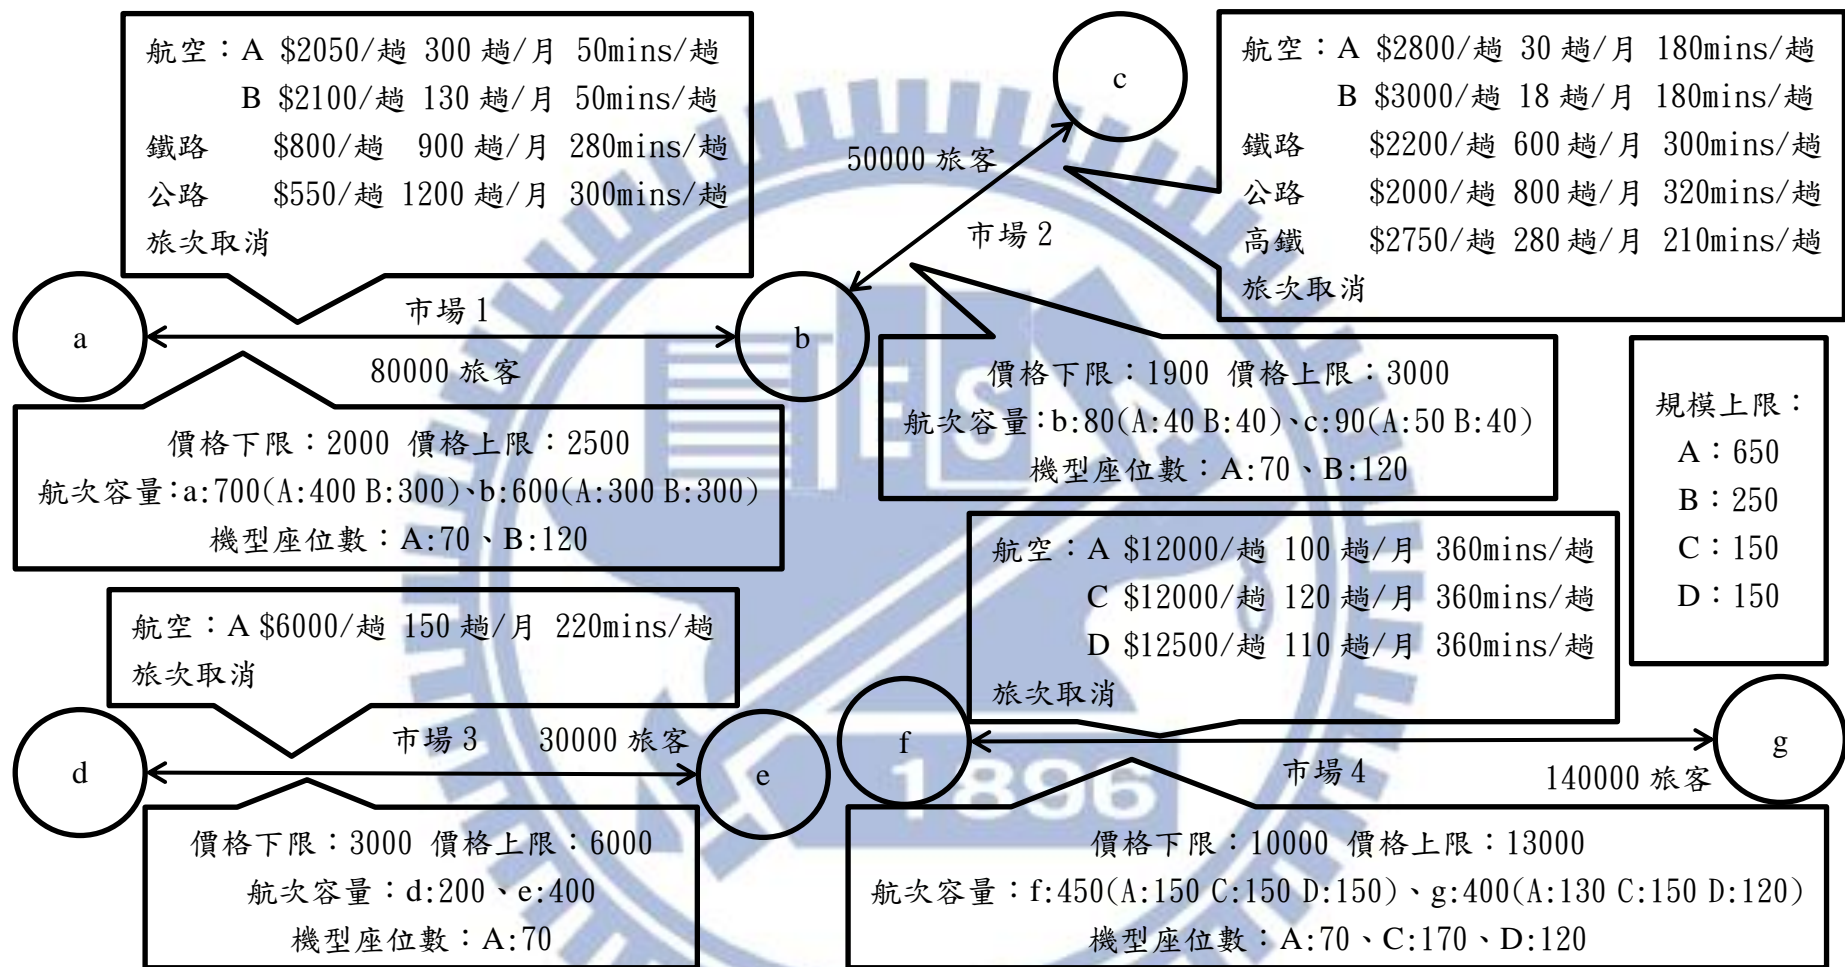 航空：A $2050/趟 300 趟/月 50mins/趟
B $2100/趟 130 趟/月 50mins/趟
鐵路 $800/趟 900 趟/月 280mins/趟
公路 $550/趟 1200 趟/月 300mins/趟
旅次取消
c
航空：A $2800/趟 30 趟/月 180mins/趟
B $3000/趟 18 趟/月 180mins/趟
鐵路 $2200/趟 600 趟/月 300mins/趟
公路 $2000/趟 800 趟/月 320mins/趟
高鐵 $2750/趟 280 趟/月 210mins/趟
旅次取消
50000 旅客
市場 2
a
市場 1
b
80000 旅客
價格下限：2000 價格上限：2500
航次容量：a:700(A:400 B:300)、b:600(A:300 B:300)
機型座位數：A:70、B:120
價格下限：1900 價格上限：3000
航次容量：b:80(A:40 B:40)、c:90(A:50 B:40)
機型座位數：A:70、B:120
規模上限：
A：650
B：250
C：150
D：150
航空：A $6000/趟 150 趟/月 220mins/趟
旅次取消
航空：A $12000/趟 100 趟/月 360mins/趟
C $12000/趟 120 趟/月 360mins/趟
D $12500/趟 110 趟/月 360mins/趟
旅次取消
d
市場 3
30000 旅客
e
f
市場 4
140000 旅客
g
價格下限：3000 價格上限：6000
航次容量：d:200、e:400
機型座位數：A:70
價格下限：10000 價格上限：13000
航次容量：f:450(A:150 C:150 D:150)、g:400(A:130 C:150 D:120)
機型座位數：A:70、C:170、D:120
ES
1896